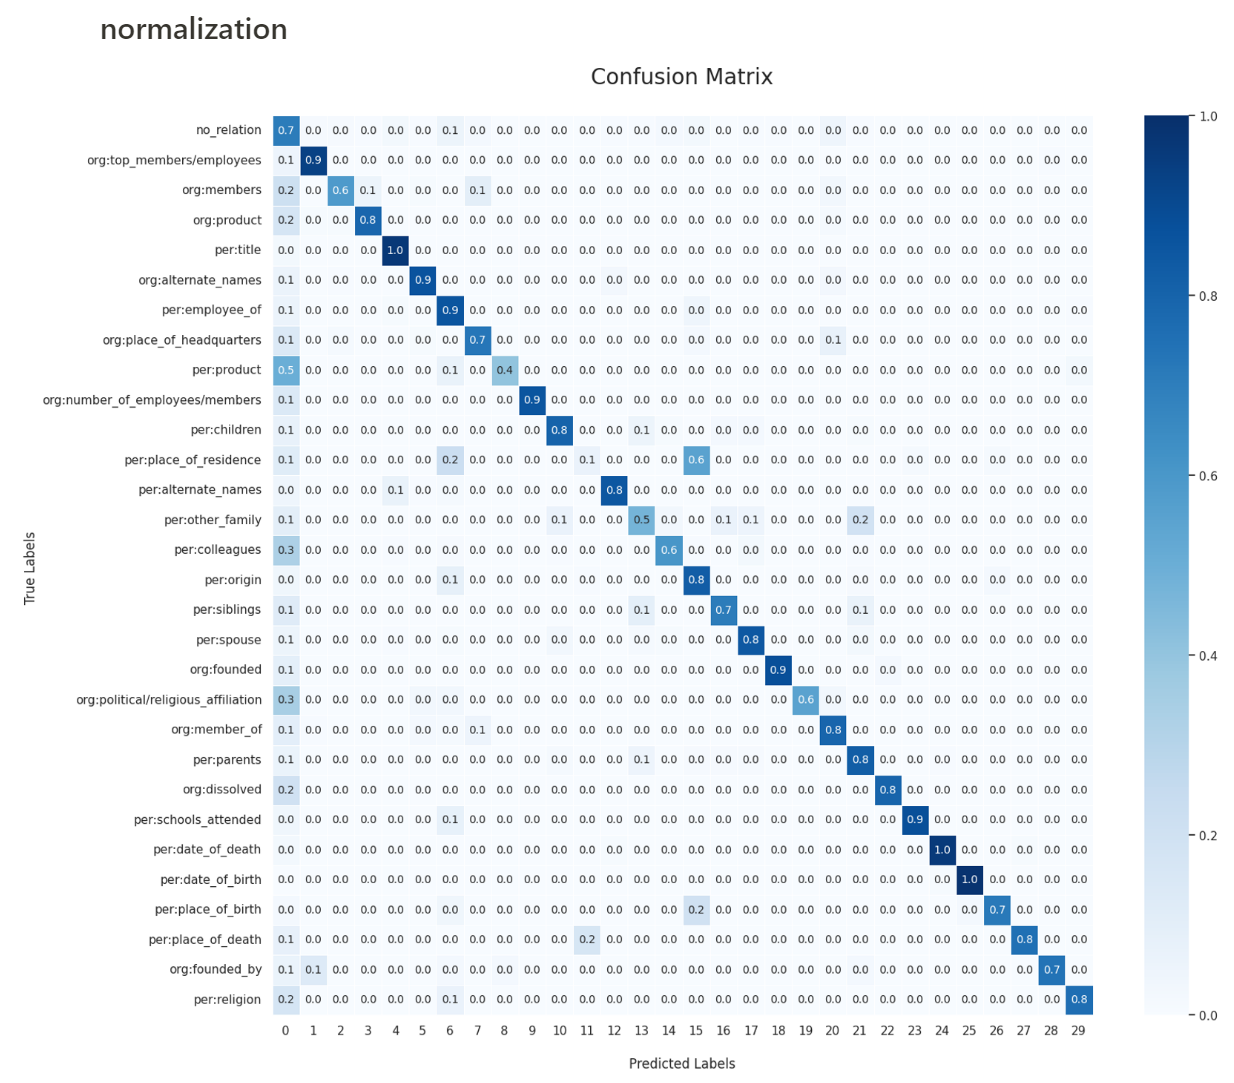 normalization
Confusion Matrix
no_relation 0.7 0.0 0.0 0.0 0.0 0.0 0.1 0.0 0.0 0.0 0.0 0.0 0.0 0.0 0.0 0.0 0.0 0.0 0.0 0.0 0.0 0.0 0.0 0.0 0.0 0.0 0.0 0.0 0.0 0.0
org:top_members/employees 0.1 0.9 0.0 0.0 0.0 0.0 0.0 0.0 0.0 0.0 0.0 0.0 0.0 0.0 0.0 0.0 0.0 0.0 0.0 0.0 0.0 0.0 0.0 0.0 0.0 0.0 0.0 0.0 0.0 0.0
org:members 0.2 0.0 0.6 0.1 0.0 0.0 0.0 0.1 0.0 0.0 0.0 0.0 0.0 0.0 0.0 0.0 0.0 0.0 0.0 0.0 0.0 0.0 0.0 0.0 0.0 0.0 0.0 0.0 0.0 0.0
org:product 0.2 0.0 0.0 0.8 0.0 0.0 0.0 0.0 0.0 0.0 0.0 0.0 0.0 0.0 0.0 0.0 0.0 0.0 0.0 0.0 0.0 0.0 0.0 0.0 0.0 0.0 0.0 0.0 0.0 0.0
per:title 0.0 0.0 0.0 0.0 1.0 0.0 0.0 0.0 0.0 0.0 0.0 0.0 0.0 0.0 0.0 0.0 0.0 0.0 0.0 0.0 0.0 0.0 0.0 0.0 0.0 0.0 0.0 0.0 0.0 0.0
org:alternate_names 0.1 0.0 0.0 0.0 0.0 0.9 0.0 0.0 0.0 0.0 0.0 0.0 0.0 0.0 0.0 0.0 0.0 0.0 0.0 0.0 0.0 0.0 0.0 0.0 0.0 0.0 0.0 0.0 0.0 0.0
per:employee_of 0.1 0.0 0.0 0.0 0.0 0.0 0.9 0.0 0.0 0.0 0.0 0.0 0.0 0.0 0.0 0.0 0.0 0.0 0.0 0.0 0.0 0.0 0.0 0.0 0.0 0.0 0.0 0.0 0.0 0.0
org:place_of_headquarters 0.1 0.0 0.0 0.0 0.0 0.0 0.0 0.7 0.0 0.0 0.0 0.0 0.0 0.0 0.0 0.0 0.0 0.0 0.0 0.0 0.1 0.0 0.0 0.0 0.0 0.0 0.0 0.0 0.0 0.0
per:product 0.5 0.0 0.0 0.0 0.0 0.0 0.1 0.0 0.4 0.0 0.0 0.0 0.0 0.0 0.0 0.0 0.0 0.0 0.0 0.0 0.0 0.0 0.0 0.0 0.0 0.0 0.0 0.0 0.0 0.0
org:number_of_employees/members 0.1 0.0 0.0 0.0 0.0 0.0 0.0 0.0 0.0 0.9 0.0 0.0 0.0 0.0 0.0 0.0 0.0 0.0 0.0 0.0 0.0 0.0 0.0 0.0 0.0 0.0 0.0 0.0 0.0 0.0
per:children 0.1 0.0 0.0 0.0 0.0 0.0 0.0 0.0 0.0 0.0 0.8 0.0 0.0 0.1 0.0 0.0 0.0 0.0 0.0 0.0 0.0 0.0 0.0 0.0 0.0 0.0 0.0 0.0 0.0 0.0
per:place_of_residence 0.1 0.0 0.0 0.0 0.0 0.0 0.2 0.0 0.0 0.0 0.0 0.1 0.0 0.0 0.0 0.6 0.0 0.0 0.0 0.0 0.0 0.0 0.0 0.0 0.0 0.0 0.0 0.0 0.0 0.0
per:alternate_names 0.0 0.0 0.0 0.0 0.1 0.0 0.0 0.0 0.0 0.0 0.0 0.0 0.8 0.0 0.0 0.0 0.0 0.0 0.0 0.0 0.0 0.0 0.0 0.0 0.0 0.0 0.0 0.0 0.0 0.0
per:other_family 0.1 0.0 0.0 0.0 0.0 0.0 0.0 0.0 0.0 0.0 0.1 0.0 0.0 0.5 0.0 0.0 0.1 0.1 0.0 0.0 0.0 0.2 0.0 0.0 0.0 0.0 0.0 0.0 0.0 0.0
per:colleagues 0.3 0.0 0.0 0.0 0.0 0.0 0.0 0.0 0.0 0.0 0.0 0.0 0.0 0.0 0.6 0.0 0.0 0.0 0.0 0.0 0.0 0.0 0.0 0.0 0.0 0.0 0.0 0.0 0.0 0.0
per:origin 0.0 0.0 0.0 0.0 0.0 0.0 0.1 0.0 0.0 0.0 0.0 0.0 0.0 0.0 0.0 0.8 0.0 0.0 0.0 0.0 0.0 0.0 0.0 0.0 0.0 0.0 0.0 0.0 0.0 0.0
per:siblings 0.1 0.0 0.0 0.0 0.0 0.0 0.0 0.0 0.0 0.0 0.0 0.0 0.0 0.1 0.0 0.0 0.7 0.0 0.0 0.0 0.0 0.1 0.0 0.0 0.0 0.0 0.0 0.0 0.0 0.0
per:spouse 0.1 0.0 0.0 0.0 0.0 0.0 0.0 0.0 0.0 0.0 0.0 0.0 0.0 0.0 0.0 0.0 0.0 0.8 0.0 0.0 0.0 0.0 0.0 0.0 0.0 0.0 0.0 0.0 0.0 0.0
org:founded 0.1 0.0 0.0 0.0 0.0 0.0 0.0 0.0 0.0 0.0 0.0 0.0 0.0 0.0 0.0 0.0 0.0 0.0 0.9 0.0 0.0 0.0 0.0 0.0 0.0 0.0 0.0 0.0 0.0 0.0
org:political/religious_affiliation 0.3 0.0 0.0 0.0 0.0 0.0 0.0 0.0 0.0 0.0 0.0 0.0 0.0 0.0 0.0 0.0 0.0 0.0 0.0 0.6 0.0 0.0 0.0 0.0 0.0 0.0 0.0 0.0 0.0 0.0
org:member_of 0.1 0.0 0.0 0.0 0.0 0.0 0.0 0.1 0.0 0.0 0.0 0.0 0.0 0.0 0.0 0.0 0.0 0.0 0.0 0.0 0.8 0.0 0.0 0.0 0.0 0.0 0.0 0.0 0.0 0.0
per:parents 0.1 0.0 0.0 0.0 0.0 0.0 0.0 0.0 0.0 0.0 0.0 0.0 0.0 0.1 0.0 0.0 0.0 0.0 0.0 0.0 0.0 0.8 0.0 0.0 0.0 0.0 0.0 0.0 0.0 0.0
org:dissolved 0.2 0.0 0.0 0.0 0.0 0.0 0.0 0.0 0.0 0.0 0.0 0.0 0.0 0.0 0.0 0.0 0.0 0.0 0.0 0.0 0.0 0.0 0.8 0.0 0.0 0.0 0.0 0.0 0.0 0.0
per:schools_attended 0.0 0.0 0.0 0.0 0.0 0.0 0.1 0.0 0.0 0.0 0.0 0.0 0.0 0.0 0.0 0.0 0.0 0.0 0.0 0.0 0.0 0.0 0.0 0.9 0.0 0.0 0.0 0.0 0.0 0.0
per:date_of_death 0.0 0.0 0.0 0.0 0.0 0.0 0.0 0.0 0.0 0.0 0.0 0.0 0.0 0.0 0.0 0.0 0.0 0.0 0.0 0.0 0.0 0.0 0.0 0.0 1.0 0.0 0.0 0.0 0.0 0.0
per:date_of_birth 0.0 0.0 0.0 0.0 0.0 0.0 0.0 0.0 0.0 0.0 0.0 0.0 0.0 0.0 0.0 0.0 0.0 0.0 0.0 0.0 0.0 0.0 0.0 0.0 0.0 1.0 0.0 0.0 0.0 0.0
per:place_of_birth 0.0 0.0 0.0 0.0 0.0 0.0 0.0 0.0 0.0 0.0 0.0 0.0 0.0 0.0 0.0 0.2 0.0 0.0 0.0 0.0 0.0 0.0 0.0 0.0 0.0 0.0 0.7 0.0 0.0 0.0
per:place_of_death 0.1 0.0 0.0 0.0 0.0 0.0 0.0 0.0 0.0 0.0 0.0 0.2 0.0 0.0 0.0 0.0 0.0 0.0 0.0 0.0 0.0 0.0 0.0 0.0 0.0 0.0 0.0 0.8 0.0 0.0
org:founded_by 0.1 0.1 0.0 0.0 0.0 0.0 0.0 0.0 0.0 0.0 0.0 0.0 0.0 0.0 0.0 0.0 0.0 0.0 0.0 0.0 0.0 0.0 0.0 0.0 0.0 0.0 0.0 0.0 0.7 0.0
per:religion 0.2 0.0 0.0 0.0 0.0 0.0 0.1 0.0 0.0 0.0 0.0 0.0 0.0 0.0 0.0 0.0 0.0 0.0 0.0 0.0 0.0 0.0 0.0 0.0 0.0 0.0 0.0 0.0 0.0 0.8
0 1 2 3 4 5 6 7 8 9 10 11 12 13 14 15 16 17 18 19 20 21 22 23 24 25 26 27 28 29
Predicted Labels
True Labels
1.0
0.8
0.6
0.4
0.2
0.0